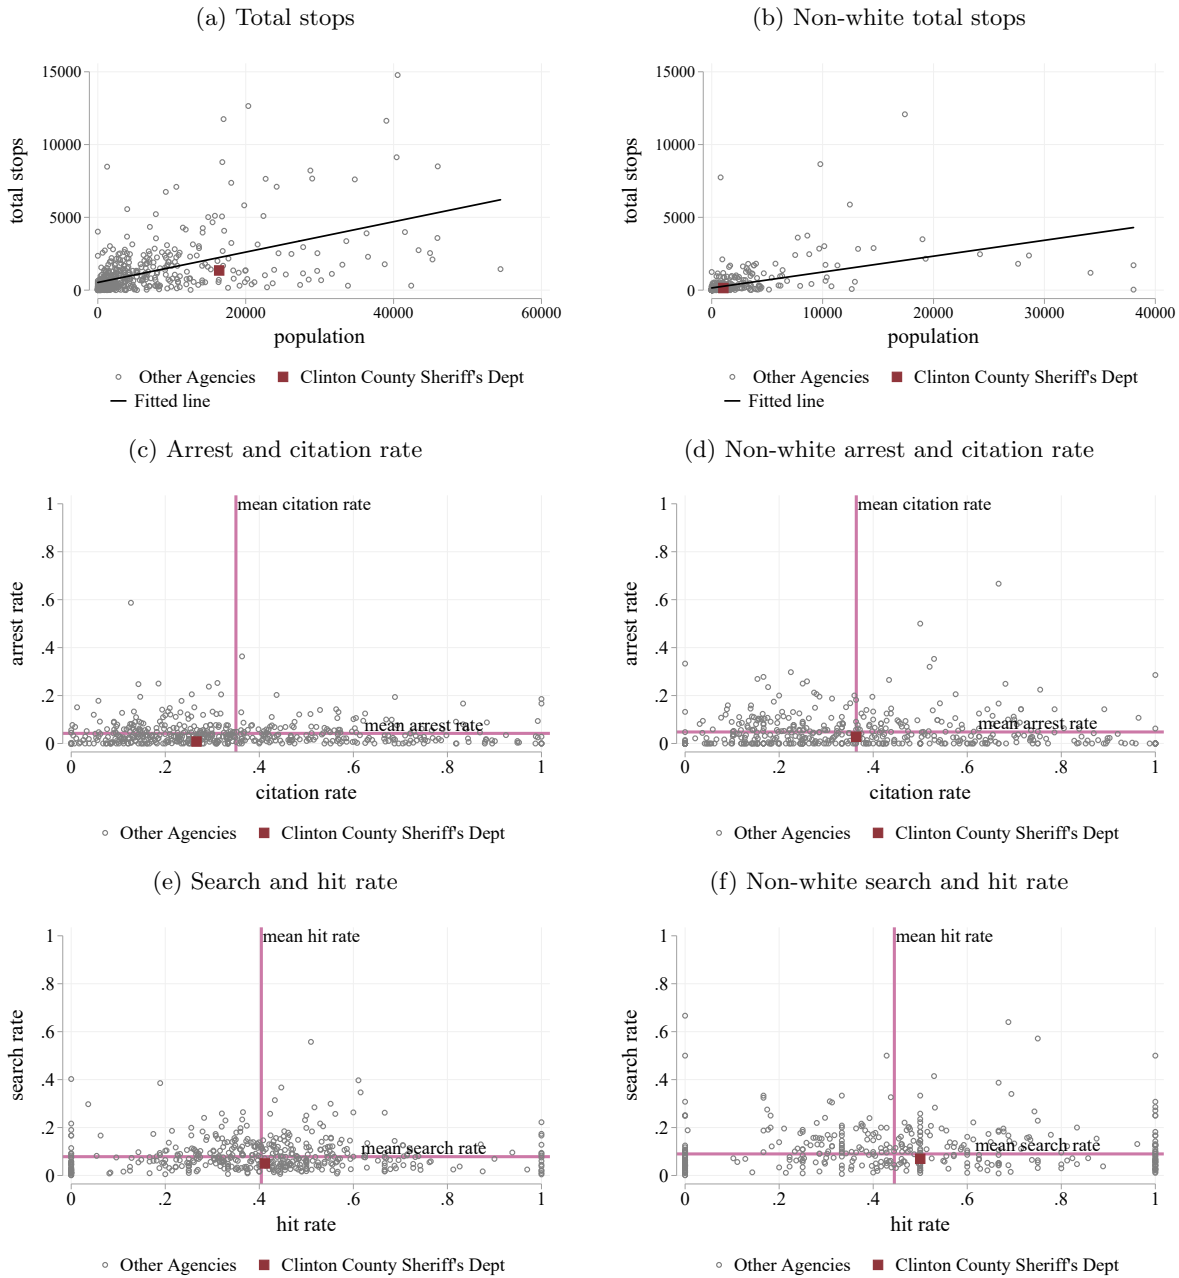 (a) Total stops
(b) Non-white total stops
15000
10000
5000
0
total stops
0 20000 40000 60000
population
Other Agencies Clinton County Sheriff's Dept
Fitted line
15000
10000
5000
0
total stops
0 10000 20000 30000 40000
population
Other Agencies Clinton County Sheriff's Dept
Fitted line
(c) Arrest and citation rate
(d) Non-white arrest and citation rate
1
.8
.6
.4
.2
0
arrest rate
mean citation rate
mean arrest rate
0 .2 .4 .6 .8 1
citation rate
Other Agencies Clinton County Sheriff's Dept
1
.8
.6
.4
.2
0
arrest rate
mean citation rate
mean arrest rate
0 .2 .4 .6 .8 1
citation rate
Other Agencies Clinton County Sheriff's Dept
(e) Search and hit rate
(f) Non-white search and hit rate
1
.8
.6
.4
.2
0
search rate
mean hit rate
mean search rate
0 .2 .4 .6 .8 1
hit rate
Other Agencies Clinton County Sheriff's Dept
1
.8
.6
.4
.2
0
search rate
mean hit rate
mean search rate
0 .2 .4 .6 .8 1
hit rate
Other Agencies Clinton County Sheriff's Dept